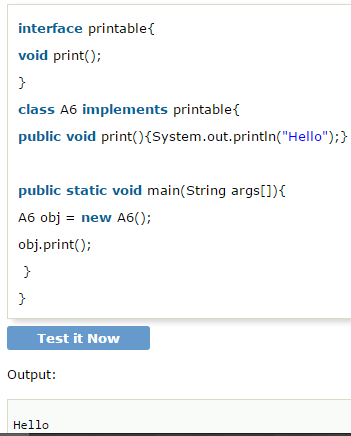 interface printable{
void print();
}
class A6 implements printable{
public void print(){System.out.println("Hello");}
public static void main(String args[]){
A6 obj = new A6();
obj.print();
}
}
Test it Now
Output:
Hello